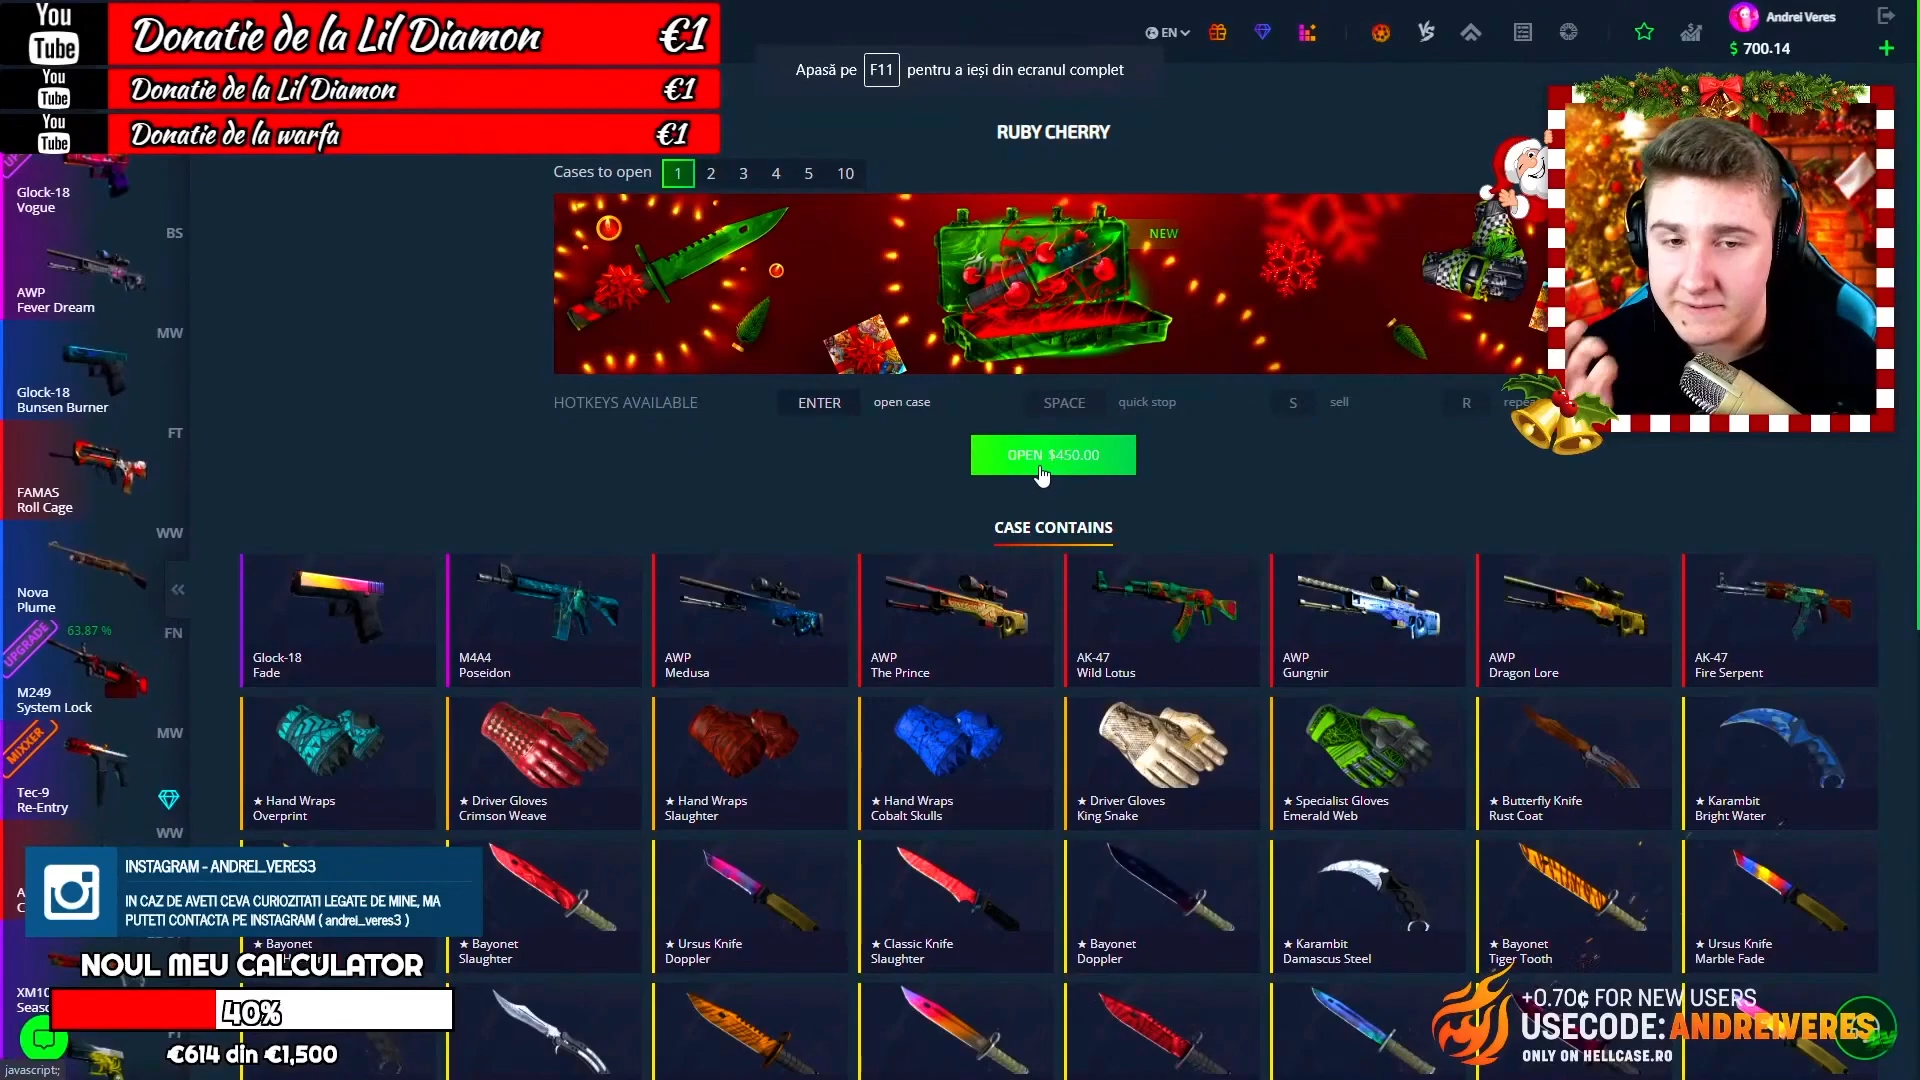 You Tube Donatie de la Lil Diamon €1
You Tube Donatie de la Lil Diamon €1
You Tube Donatie de la warfa €1
EN
VS
Andrei Veres
$ 700.14
Apasă pe F11 pentru a ieși din ecranul complet
RUBY CHERRY
Cases to open 1 2 3 4 5 10
NEW
HOTKEYS AVAILABLE ENTER open case SPACE quick stop S sell R
OPEN $450.00
CASE CONTAINS
Glock-18
Vogue
BS
AWP
Fever Dream
MW
Glock-18
Bunsen Burner
FT
FAMAS
Roll Cage
WW
Nova
Plume
UPGRADE
63.87 %
FN
M249
System Lock
MIXXER
MW
Tec-9
Re-Entry
WW
Glock-18
Fade
M4A4
Poseidon
AWP
Medusa
AWP
The Prince
AK-47
Wild Lotus
AWP
Gungnir
AWP
Dragon Lore
AK-47
Fire Serpent
★ Hand Wraps
Overprint
★ Driver Gloves
Crimson Weave
★ Hand Wraps
Slaughter
★ Hand Wraps
Cobalt Skulls
★ Driver Gloves
King Snake
★ Specialist Gloves
Emerald Web
★ Butterfly Knife
Rust Coat
★ Karambit
Bright Water
★ Bayonet
★ Bayonet
Slaughter
★ Ursus Knife
Doppler
★ Classic Knife
Slaughter
★ Bayonet
Doppler
★ Karambit
Damascus Steel
★ Bayonet
Tiger Tooth
★ Ursus Knife
Marble Fade
INSTAGRAM - ANDREI_VERES3
IN CAZ DE AVETI CEVA CURIOZITATI LEGATE DE MINE, MA
PUTETI CONTACTA PE INSTAGRAM ( andrei_veres3 )
NOUL MEU CALCULATOR
40%
€614 din €1,500
javascript:;
+0.70¢ FOR NEW USERS
USECODE: ANDREIVERES
ONLY ON HELLCASE.RO